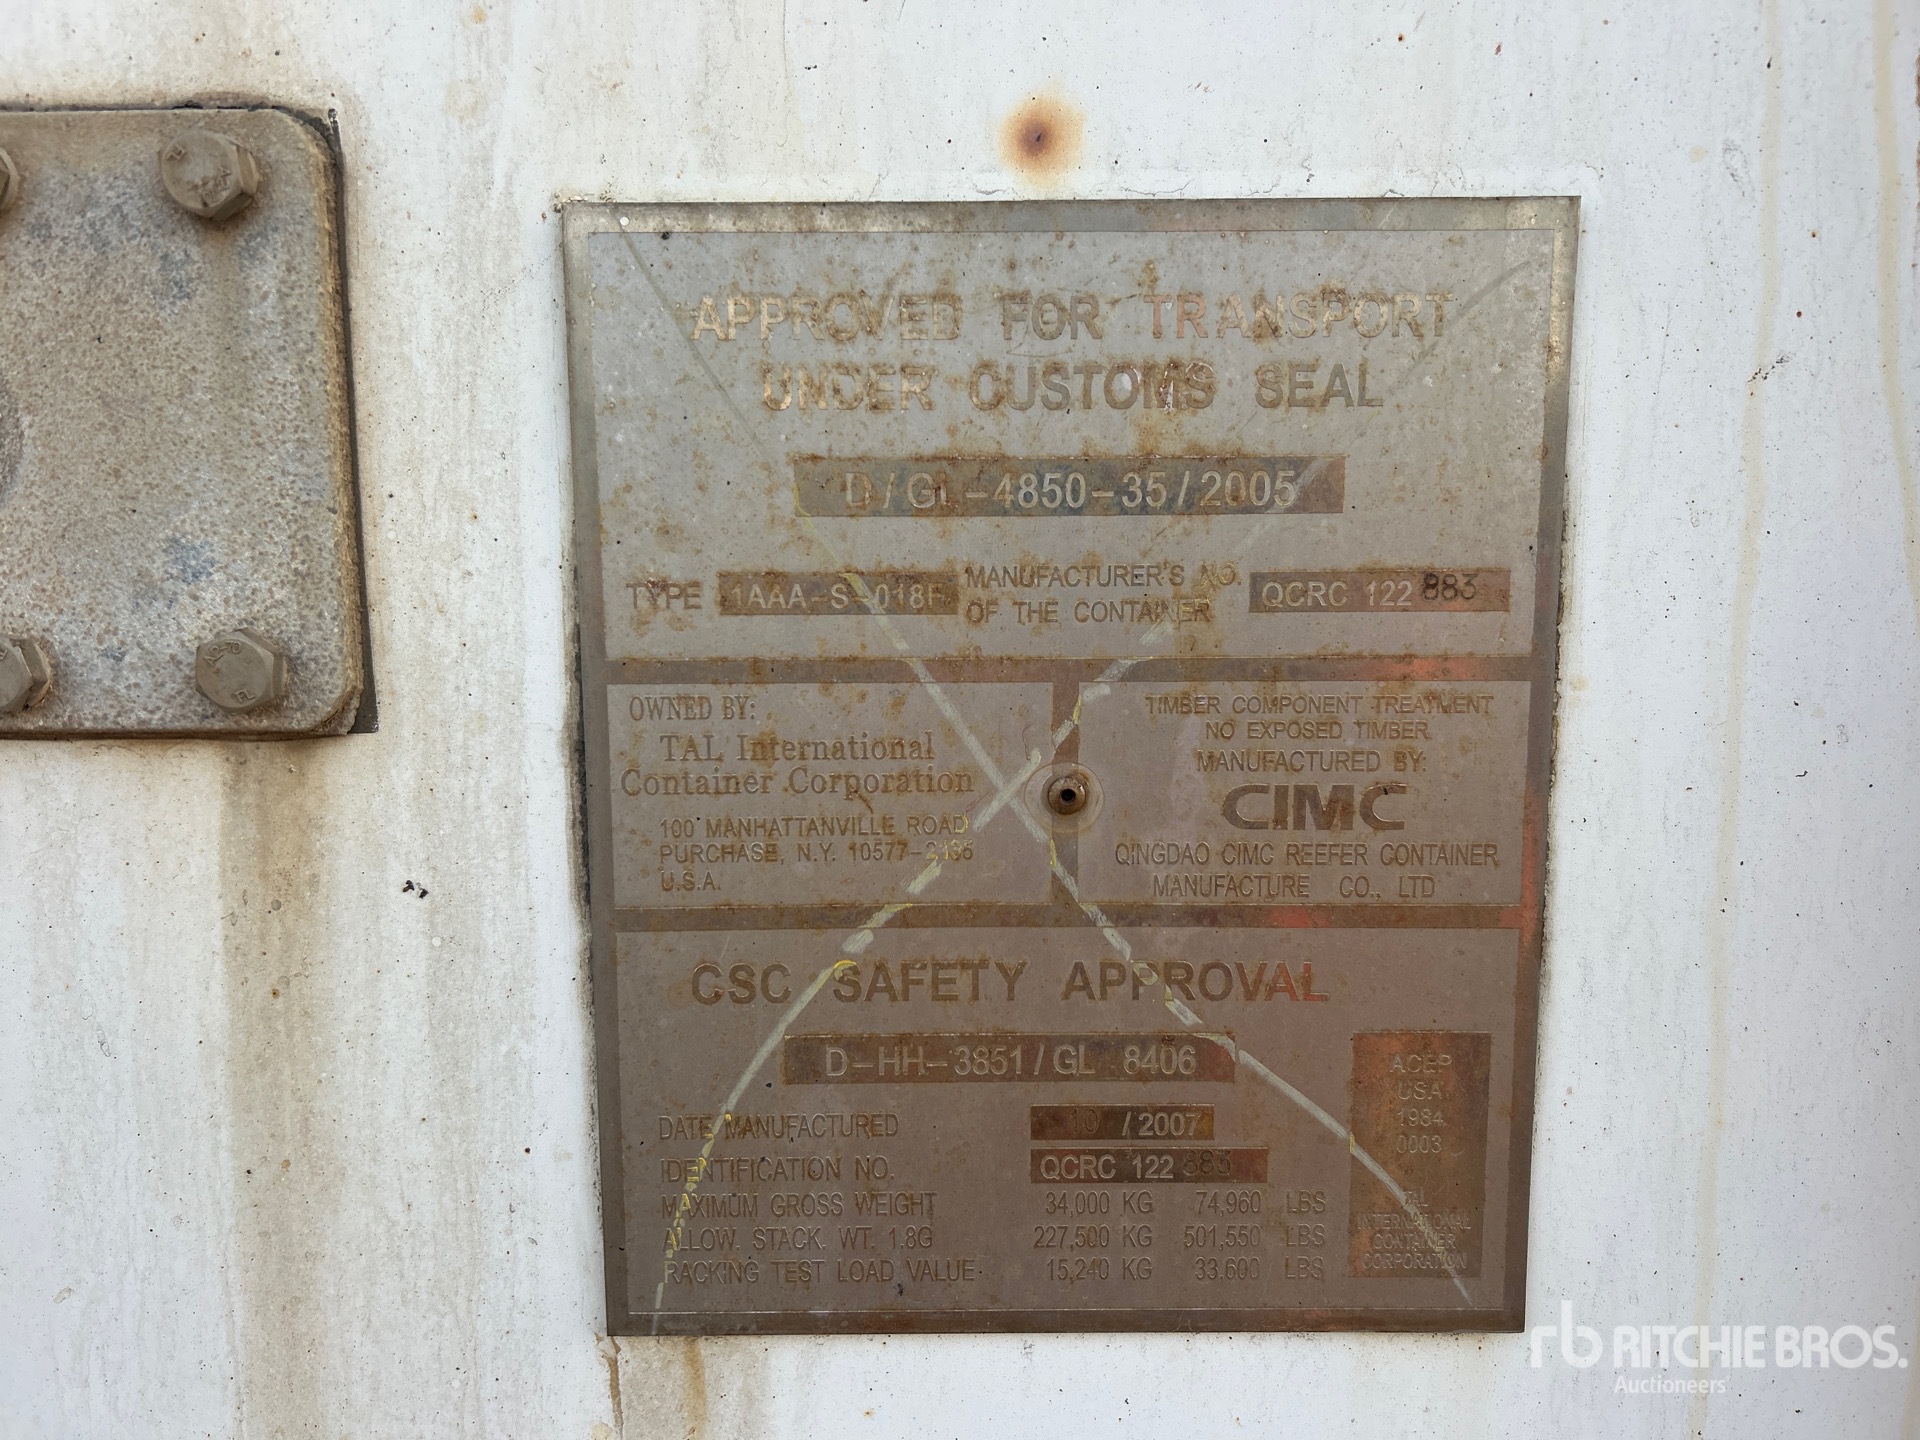 APPROVED FOR TRANSPORT
UNDER CUSTOMS SEAL
D/GL-4850-35/2005
TYPE 1AAA-S-018F MANUFACTURER'S NO. OF THE CONTAINER QCRC 122 883
OWNED BY:
TAL International
Container Corporation
100 MANHATTANVILLE ROAD
PURCHASE, N.Y. 10577-2135
U.S.A.
TIMBER COMPONENT TREATMENT
NO EXPOSED TIMBER
MANUFACTURED BY:
CIMC
QINGDAO CIMC REEFER CONTAINER
MANUFACTURE CO., LTD
CSC SAFETY APPROVAL
D-HH-3851/GL 8406
DATE MANUFACTURED 10 / 2007
IDENTIFICATION NO. QCRC 122 883
MAXIMUM GROSS WEIGHT 34,000 KG 74,960 LBS
ALLOW. STACK. WT. 1.8G 227,500 KG 501,550 LBS
RACKING TEST LOAD VALUE 15,240 KG 33,600 LBS
ACEP
USA
1984
0003
TAL
INTERNATIONAL
CONTAINER
CORPORATION
A2-70
rb RITCHIE BROS.
Auctioneers